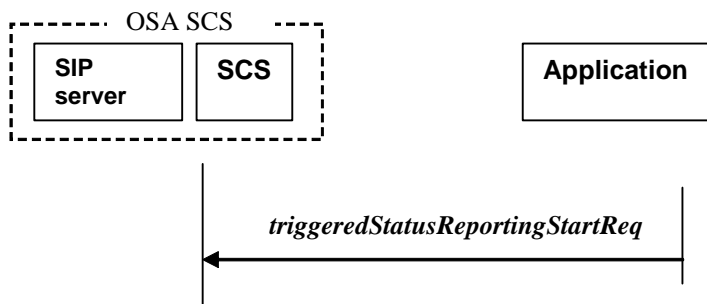 OSA SCS
SIP
server
SCS
Application
triggeredStatusReportingStartReq